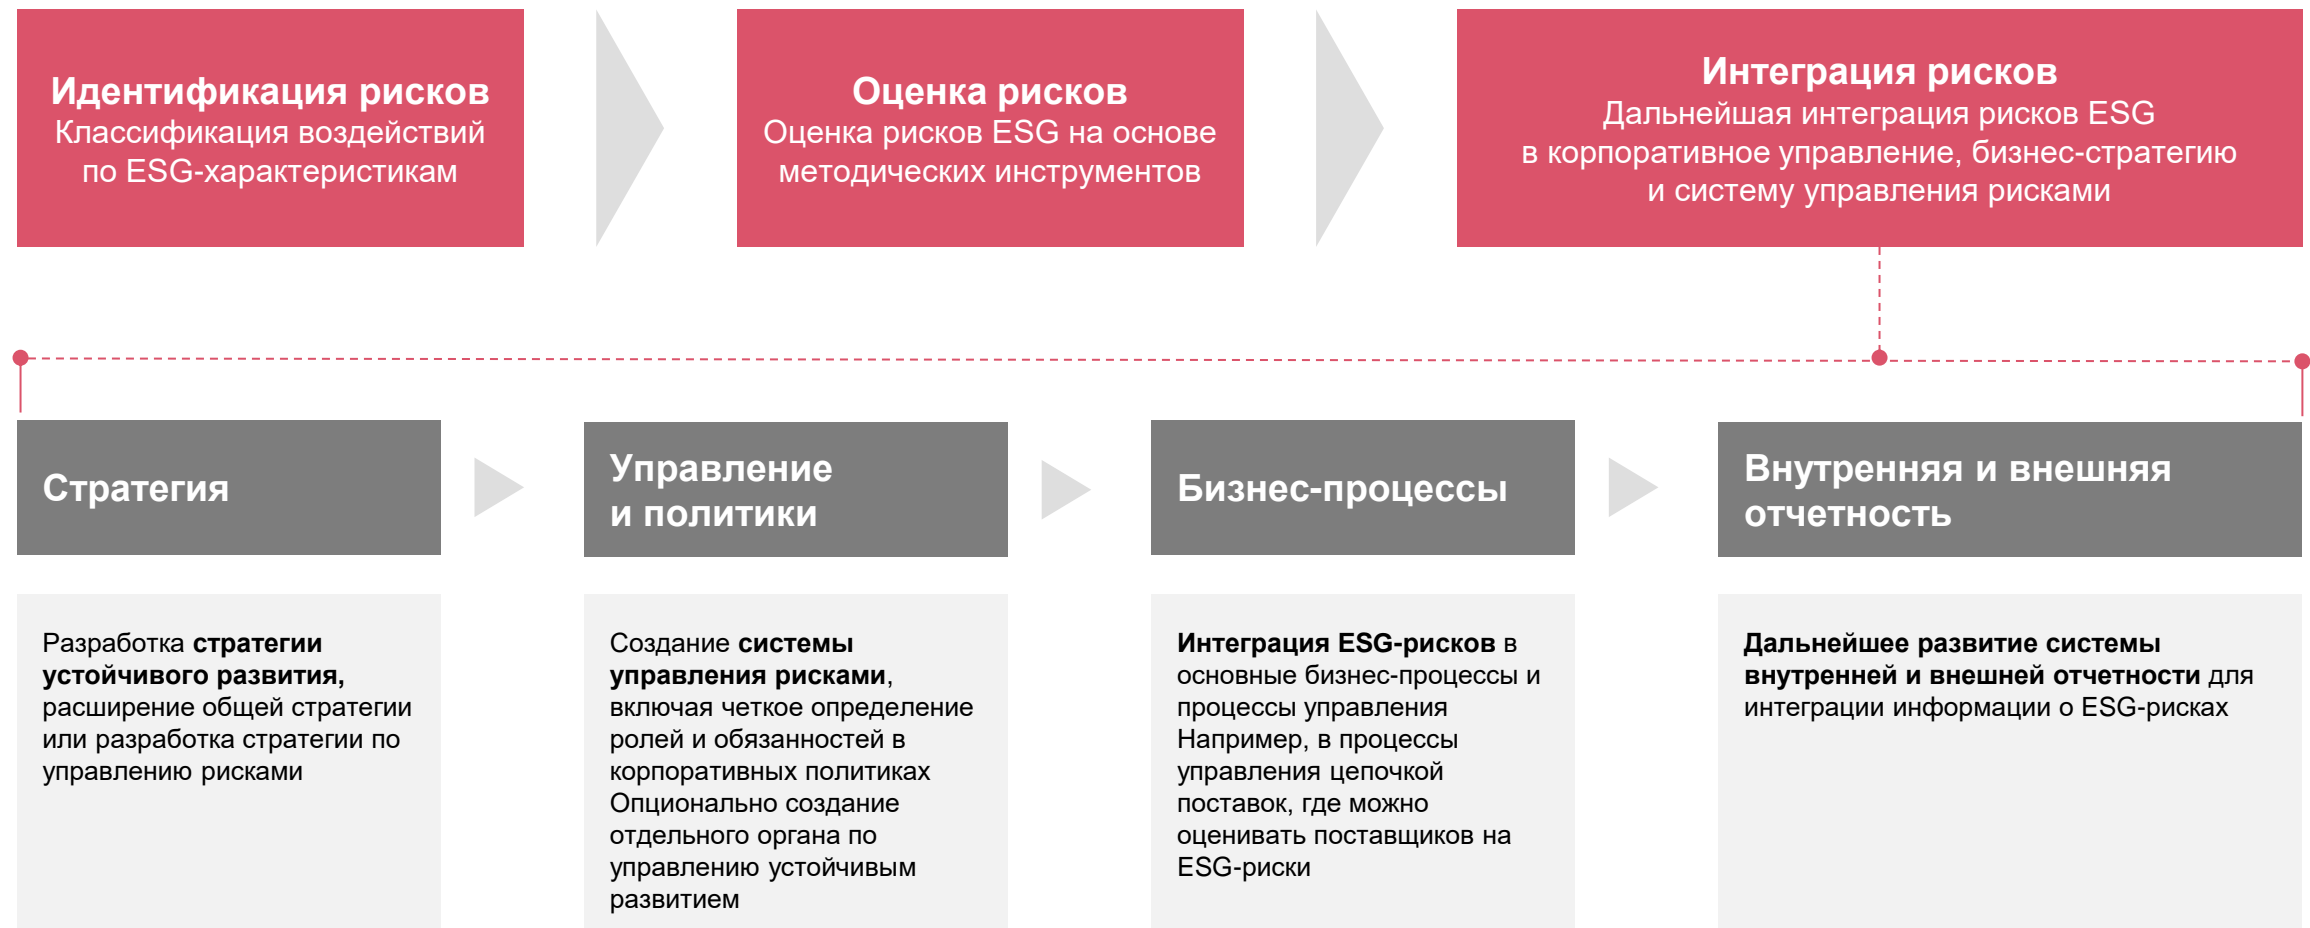 Идентификация рисков
Классификация воздействий
по ESG-характеристикам
Оценка рисков
Оценка рисков ESG на основе
методических инструментов
Интеграция рисков
Дальнейшая интеграция рисков ESG
в корпоративное управление, бизнес-стратегию
и систему управления рисками
Стратегия
Управление
и политики
Бизнес-процессы
Внутренняя и внешняя
отчетность
Разработка стратегии
устойчивого развития,
расширение общей стратегии
или разработка стратегии по
управлению рисками
Создание системы
управления рисками,
включая четкое определение
ролей и обязанностей в
корпоративных политиках
Опционально создание
отдельного органа по
управлению устойчивым
развитием
Интеграция ESG-рисков в
основные бизнес-процессы и
процессы управления
Например, в процессы
управления цепочкой
поставок, где можно
оценивать поставщиков на
ESG-риски
Дальнейшее развитие системы
внутренней и внешней отчетности для
интеграции информации о ESG-рисках